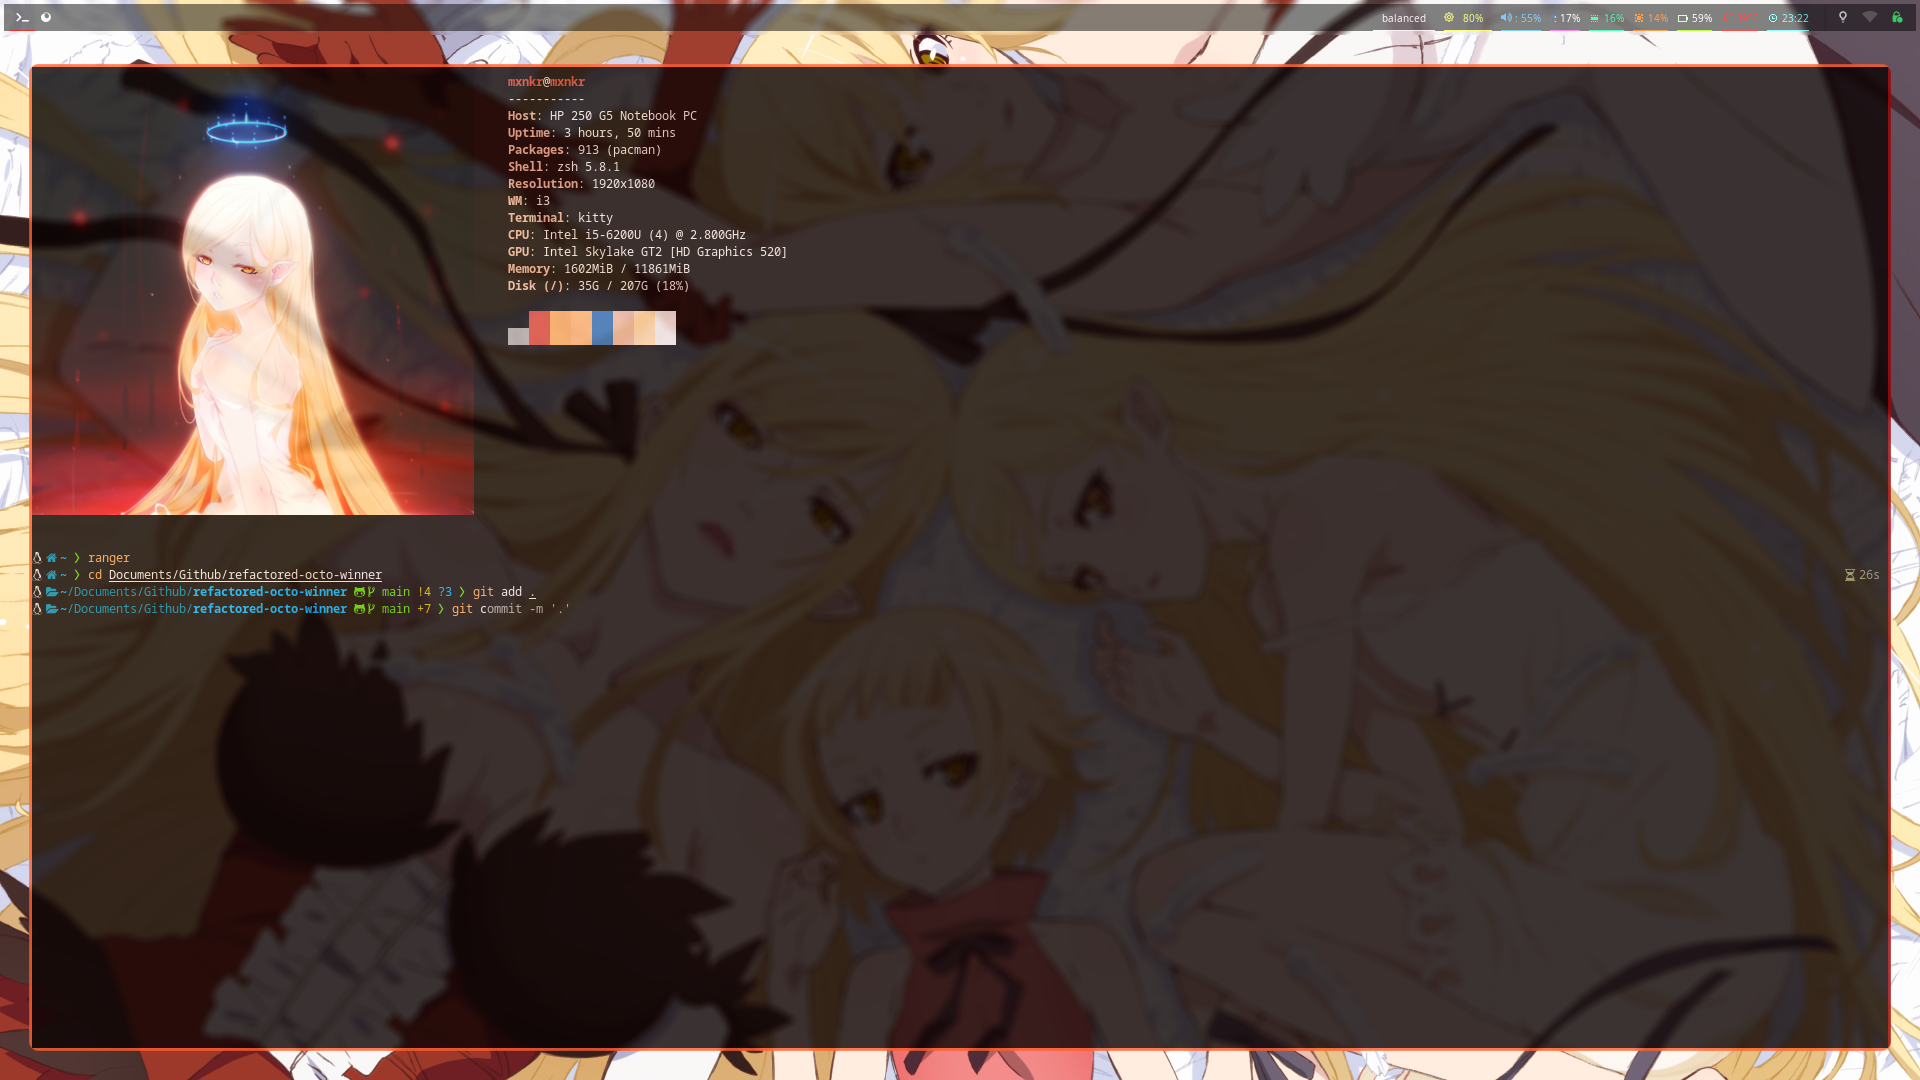 balanced 80% : 55% : 17% 16% 14% 59% 23:22
mxnkr@mxnkr
-----------
Host: HP 250 G5 Notebook PC
Uptime: 3 hours, 50 mins
Packages: 913 (pacman)
Shell: zsh 5.8.1
Resolution: 1920x1080
WM: i3
Terminal: kitty
CPU: Intel i5-6200U (4) @ 2.800GHz
GPU: Intel Skylake GT2 [HD Graphics 520]
Memory: 1602MiB / 11861MiB
Disk (/): 35G / 207G (18%)
~ ❯ ranger
~ ❯ cd Documents/Github/refactored-octo-winner 26s
~/Documents/Github/refactored-octo-winner main !4 ?3 ❯ git add .
~/Documents/Github/refactored-octo-winner main +7 ❯ git commit -m '.'